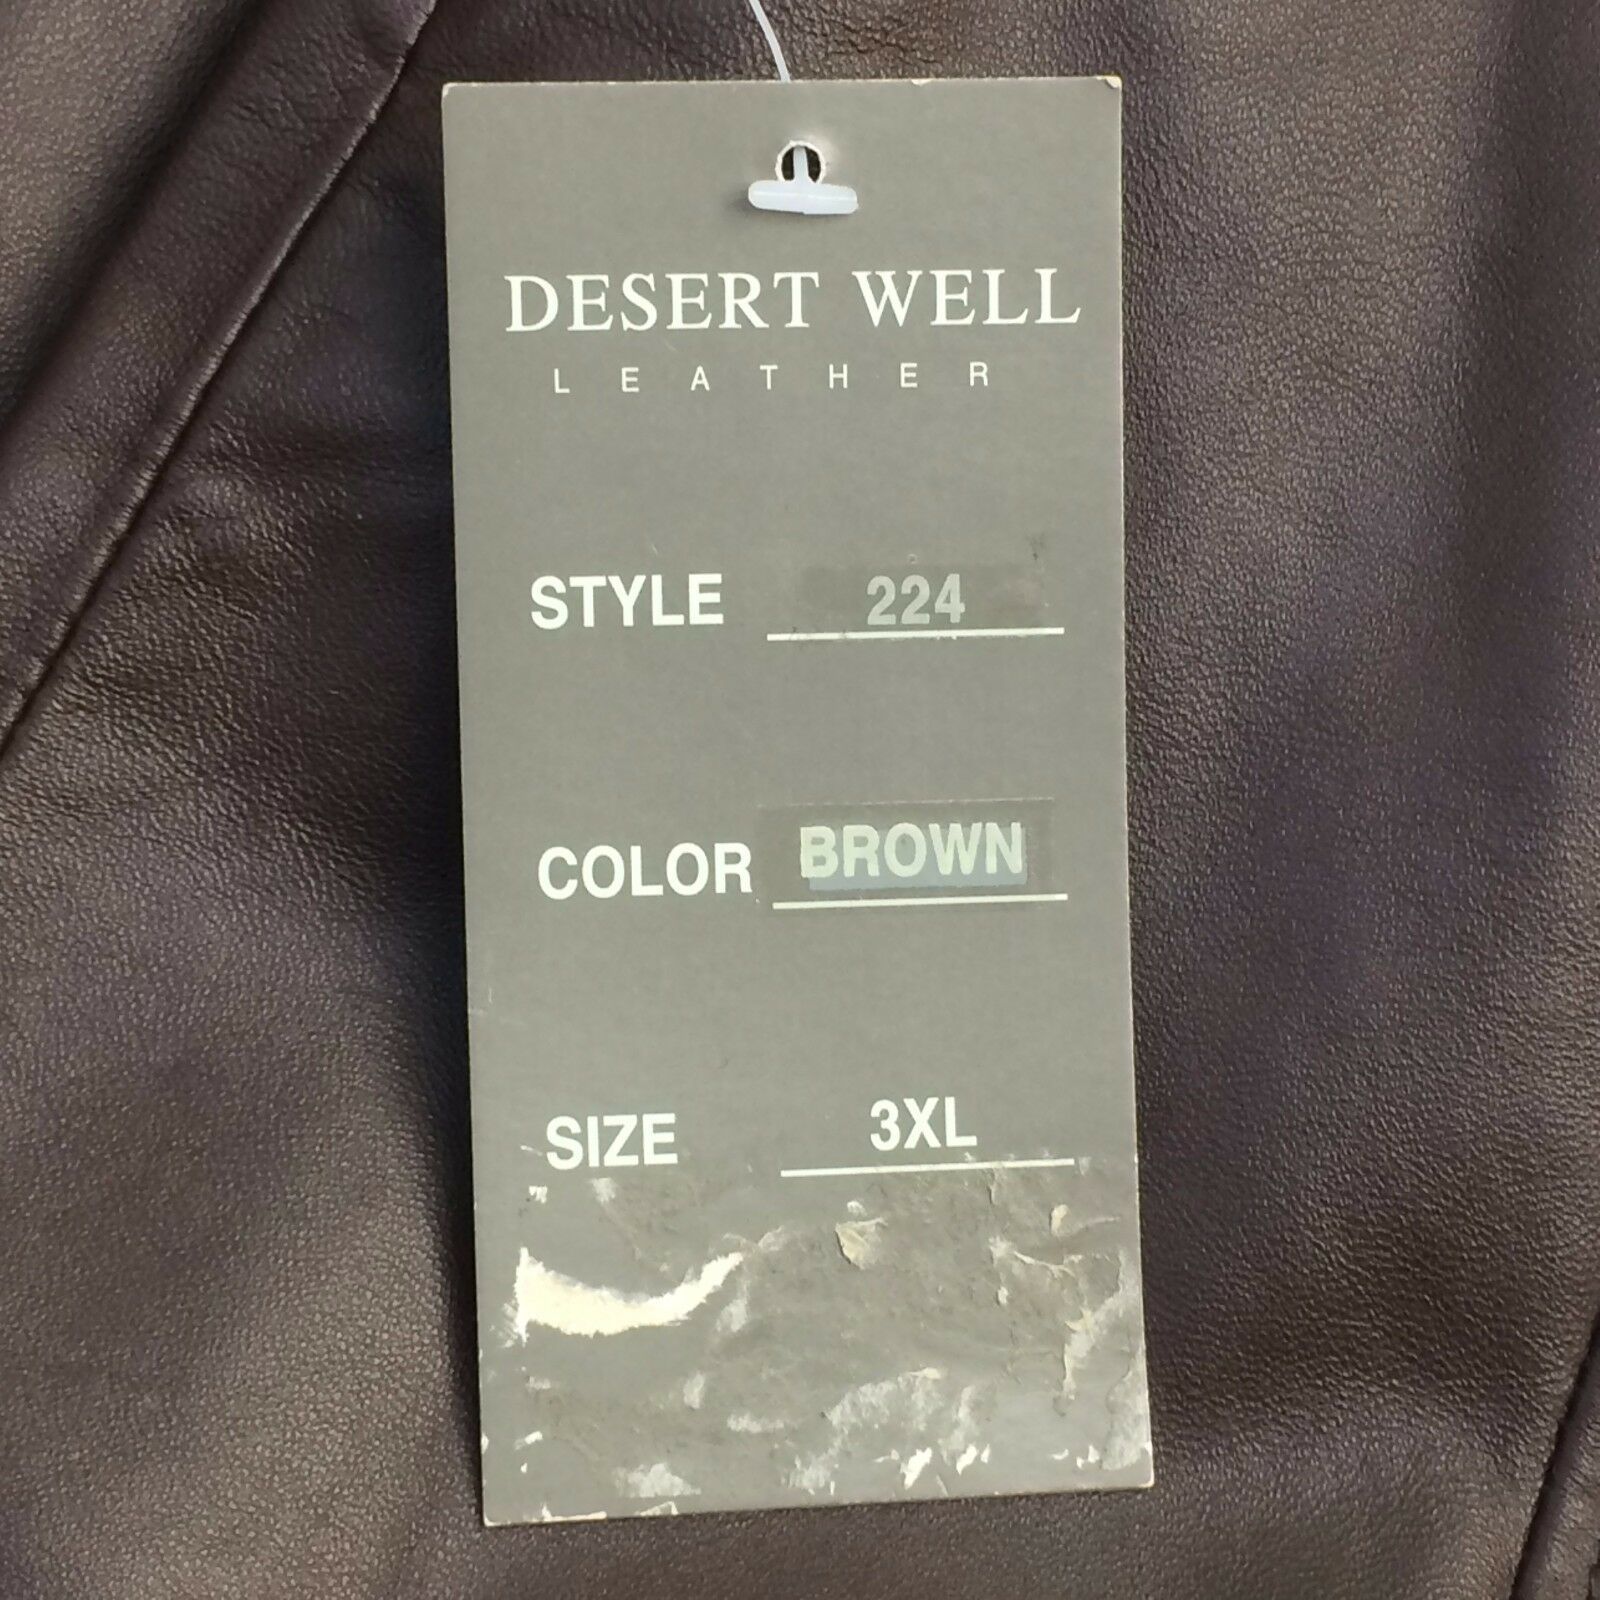 DESERT WELL
LEATHER
STYLE 224
COLOR BROWN
SIZE 3XL